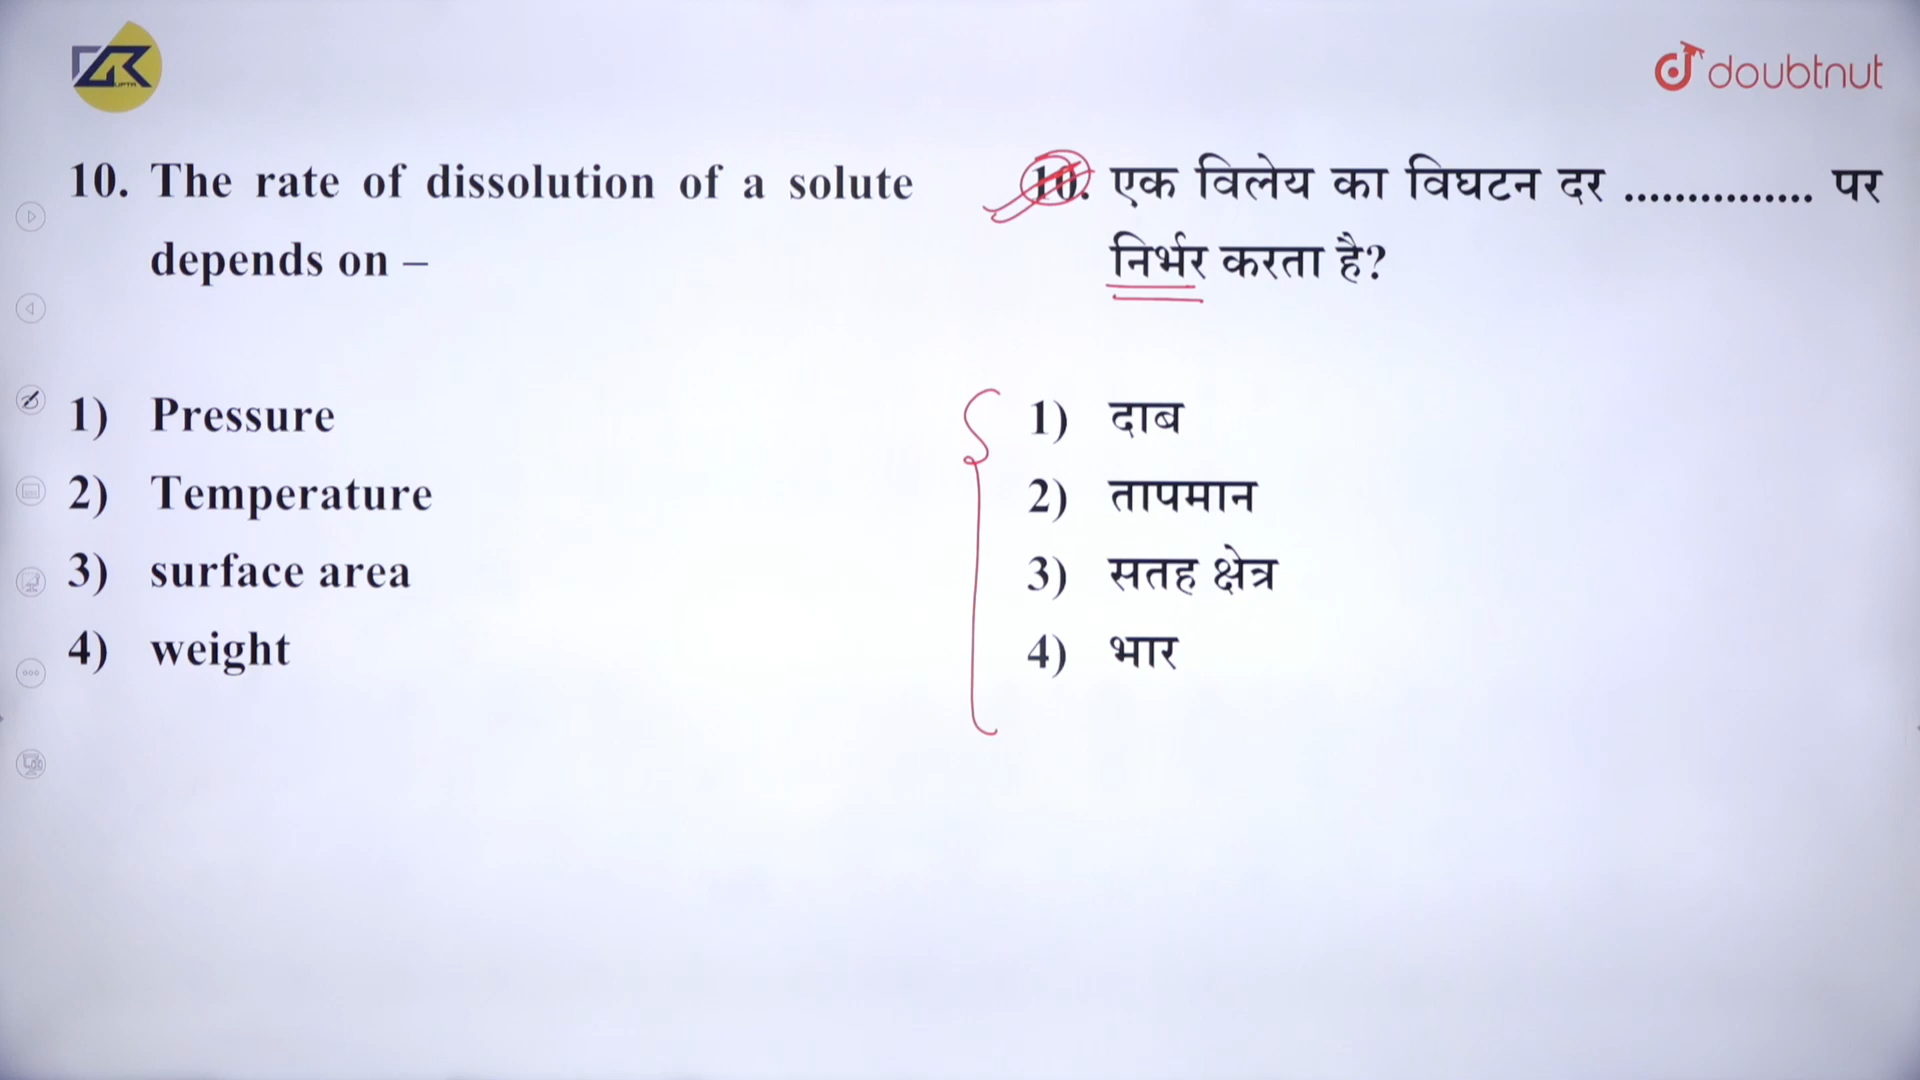 doubtnut
10. The rate of dissolution of a solute
depends on –
1) Pressure
2) Temperature
3) surface area
4) weight
10. एक विलेय का विघटन दर ............... पर
निर्भर करता है?
1) दाब
2) तापमान
3) सतह क्षेत्र
4) भार